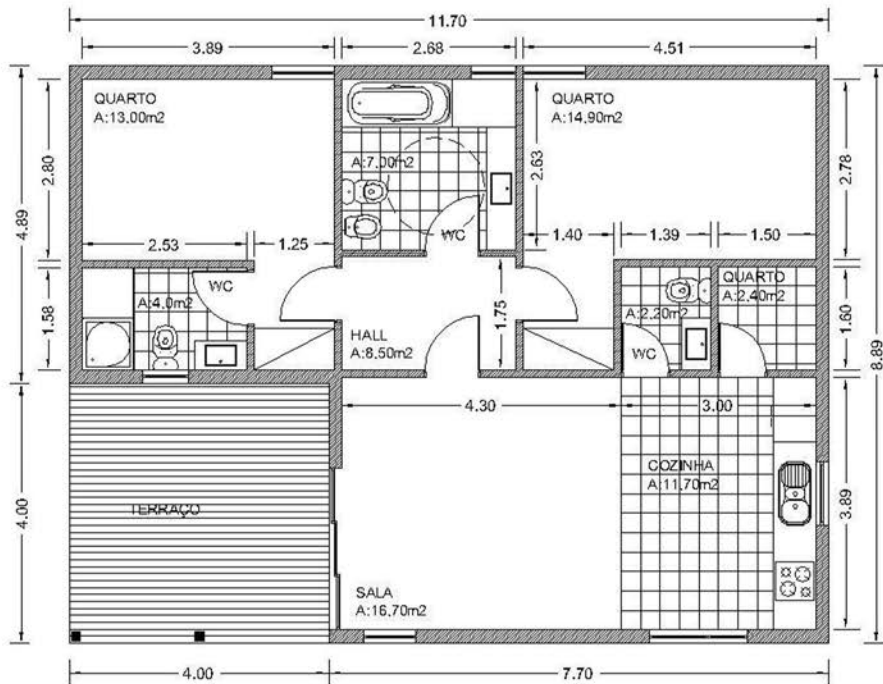 11.70
3.89
2.68
4.51
QUARTO
A:13,00m2
QUARTO
A:14,90m2
2.80
4.89
A:7.00m2
2.63
2.78
2.53
1.25
WC
1.40
1.39
1.50
WC
A:4.0m2
1.58
HALL
A:8,50m2
1.75
QUARTO
A:2,40m2
A:2.20m2
WC
1.60
8.89
4.30
3.00
COZINHA
A:11,70m2
TERRAÇO
4.00
3.89
SALA
A:16,70m2
4.00
7.70